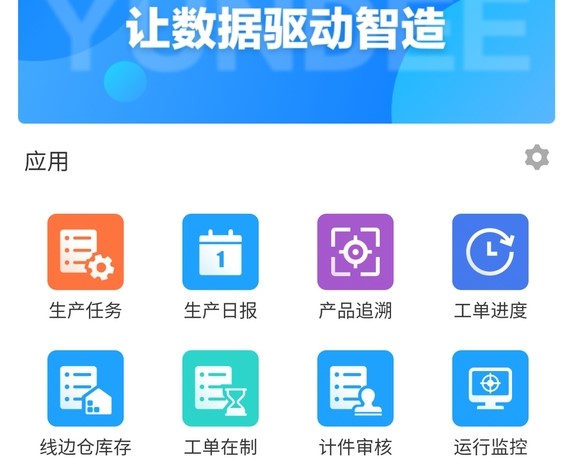 让数据驱动智造
YUNBEE
应用
1
生产任务
生产日报
产品追溯
工单进度
线边仓库存
工单在制
计件审核
运行监控